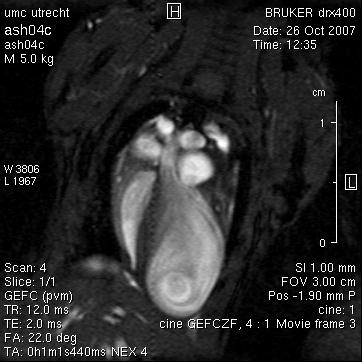 umc utrecht
ash04c
ash04c
M 5.0 kg
H
BRUKER drx400
Date: 26 Oct 2007
Time: 12:35
cm
1
0
W 3806
L 1967
L
Scan: 4
Slice: 1/1
GEFC (pvm)
TR: 12.0 ms
TE: 2.0 ms
FA: 22.0 deg
TA: 0h1m1s440ms NEX 4
SI 1.00 mm
FOV 3.00 cm
Pos -1.90 mm P
cine: 1
cine GEFCZF, 4 : 1 Movie frame 3